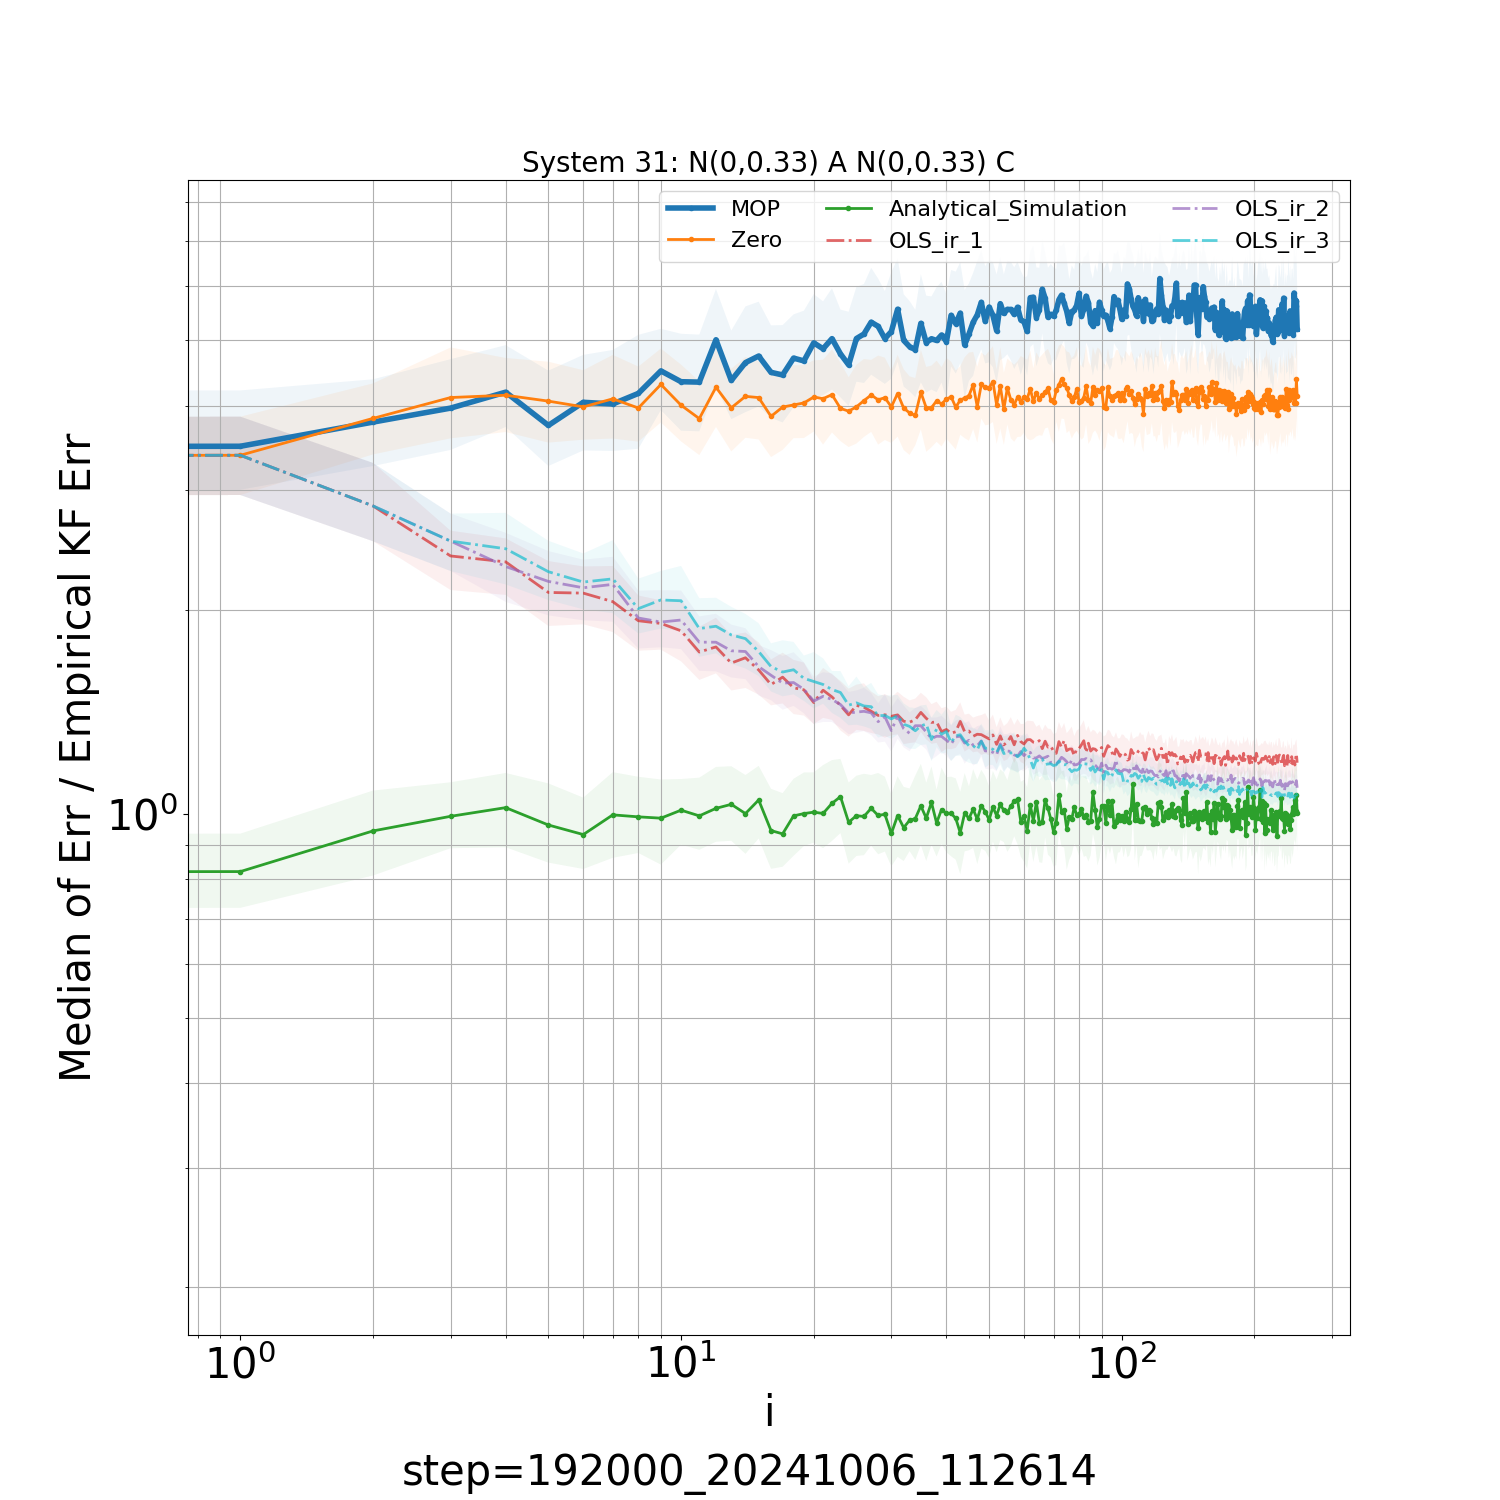 System 31: N(0,0.33) A N(0,0.33) C
MOP
Zero
Analytical_Simulation
OLS_ir_1
OLS_ir_2
OLS_ir_3
Median of Err / Empirical KF Err
10⁰
10⁰ 10¹ 10²
i
step=192000_20241006_112614